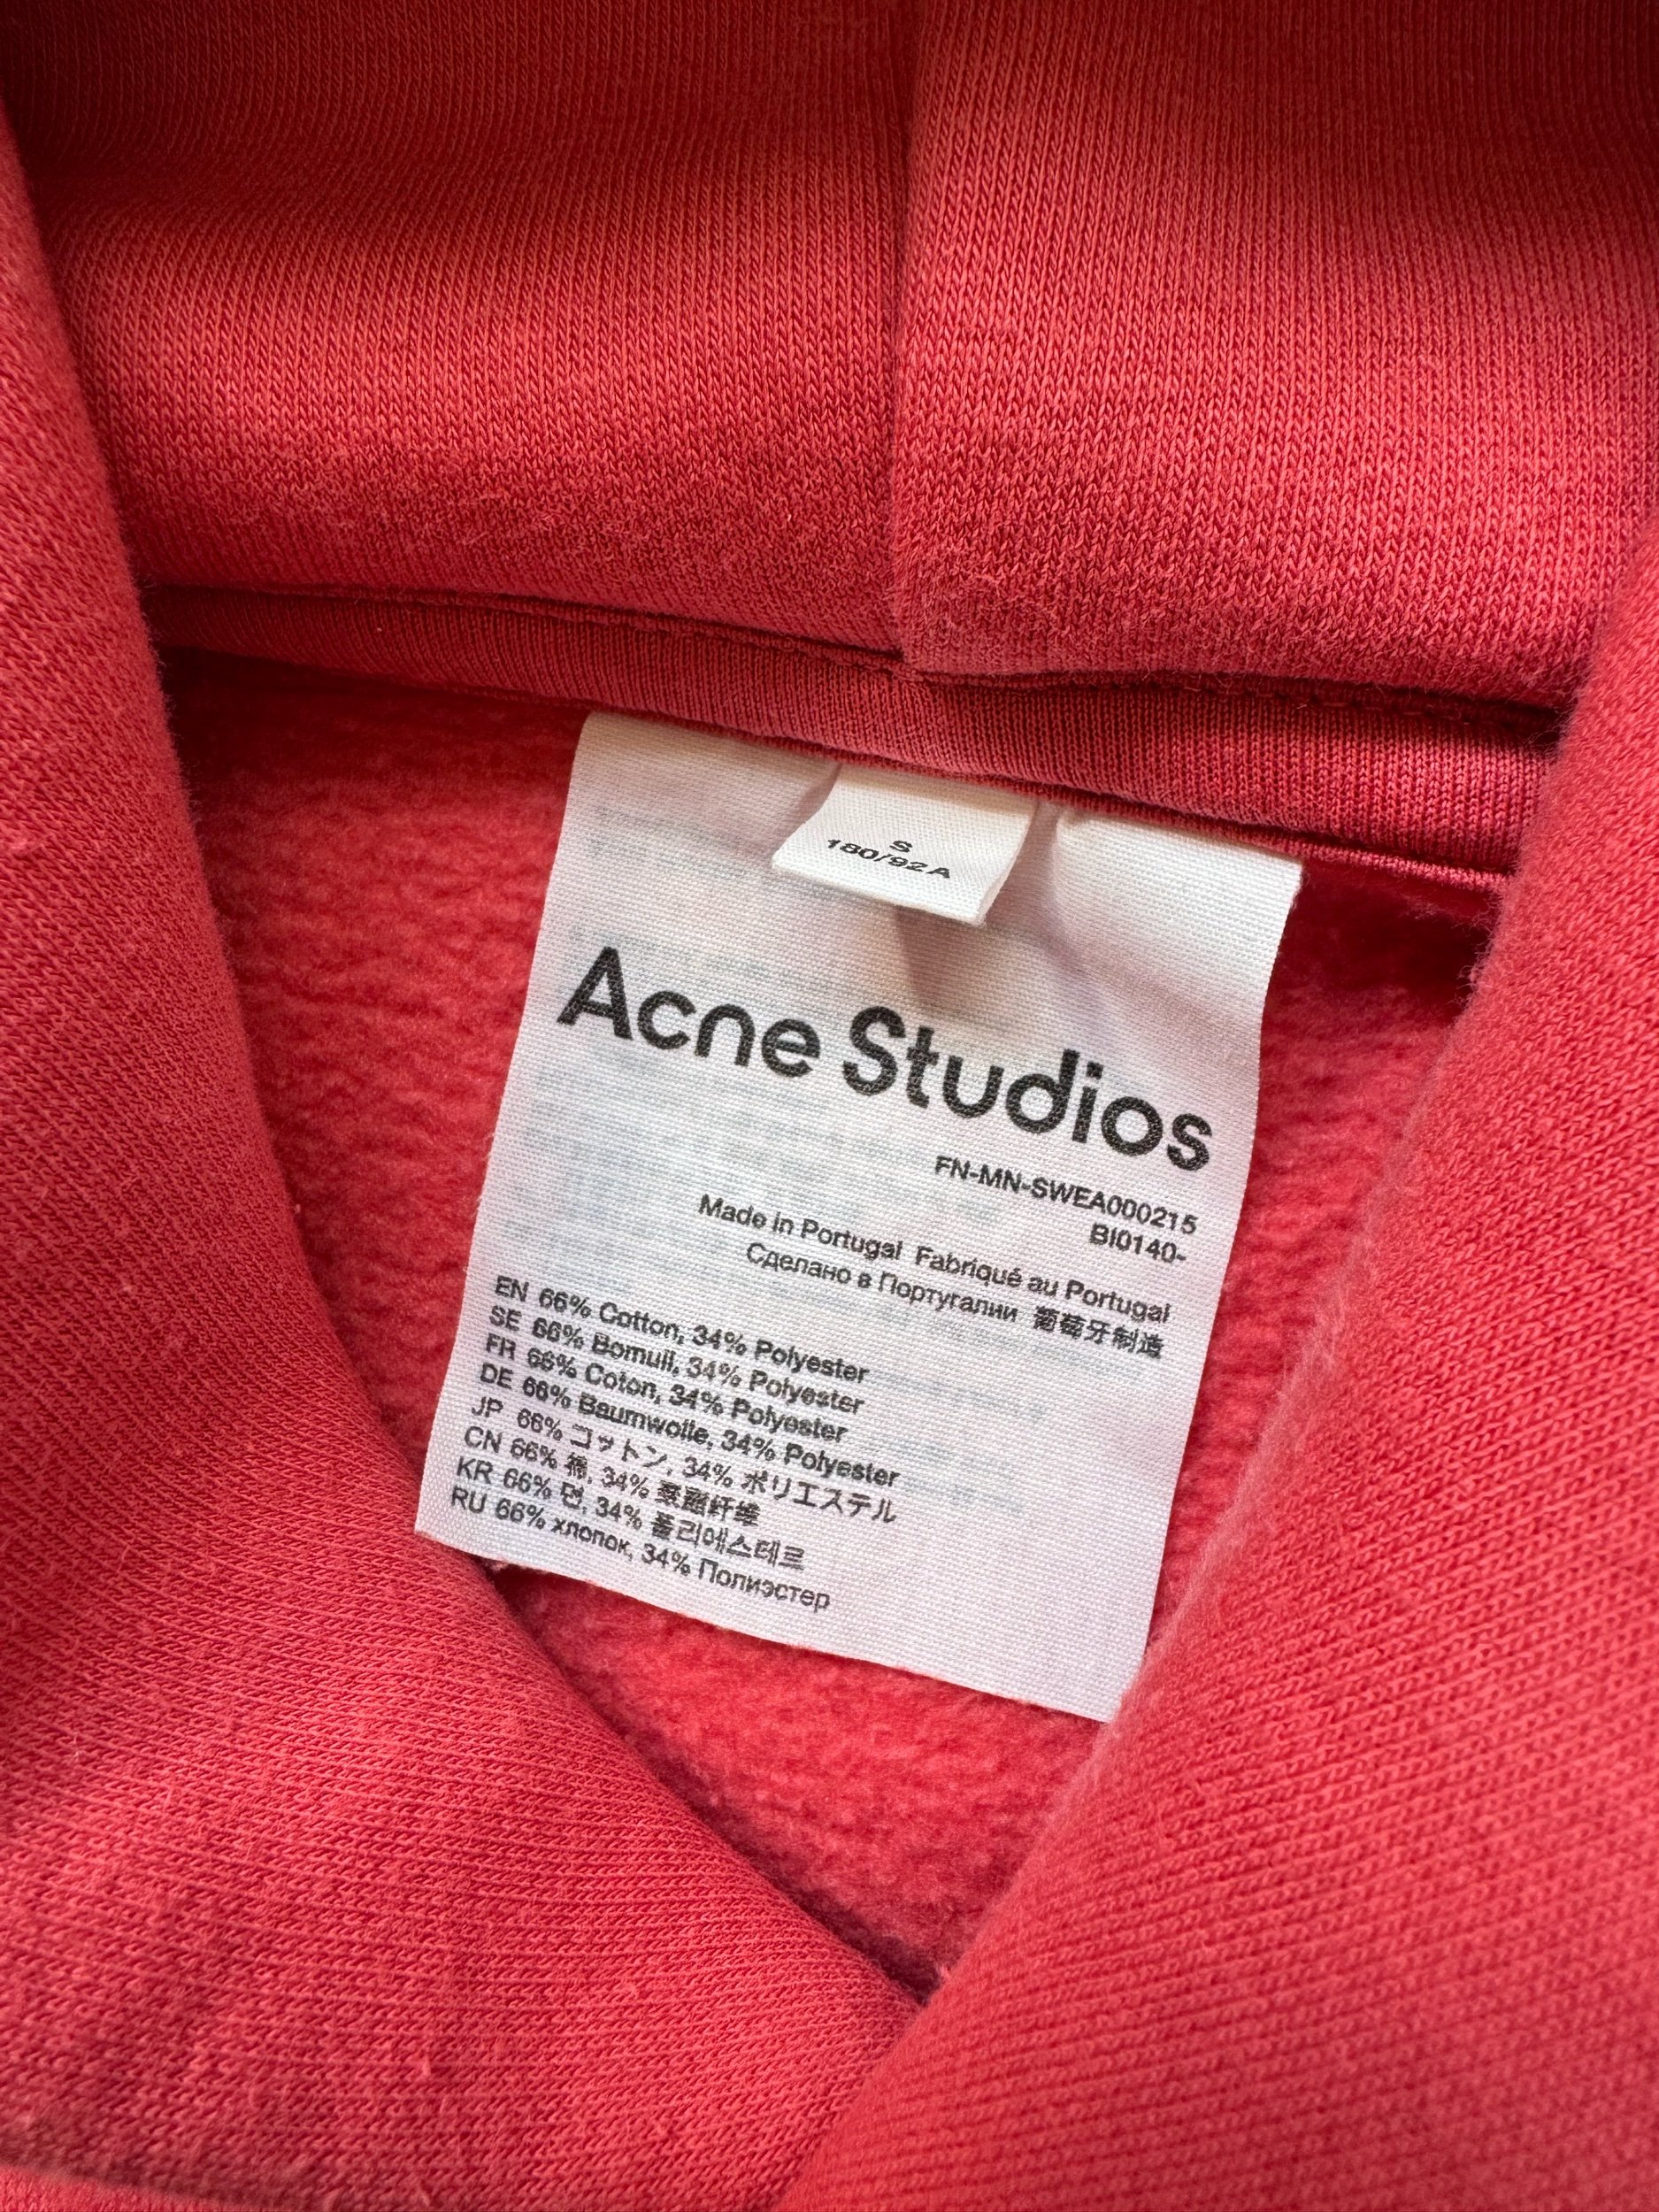 S
180/92A
Acne Studios
FN-MN-SWEA000215
BI0140-
Made in Portugal Fabriqué au Portugal
Сделано в Португалии 葡萄牙制造
EN 66% Cotton, 34% Polyester
SE 66% Bomull, 34% Polyester
FR 66% Coton, 34% Polyester
DE 66% Baumwolle, 34% Polyester
JP 66% コットン, 34% ポリエステル
CN 66% 棉, 34% 聚酯纤维
KR 66% 면, 34% 폴리에스테르
RU 66% хлопок, 34% Полиэстер